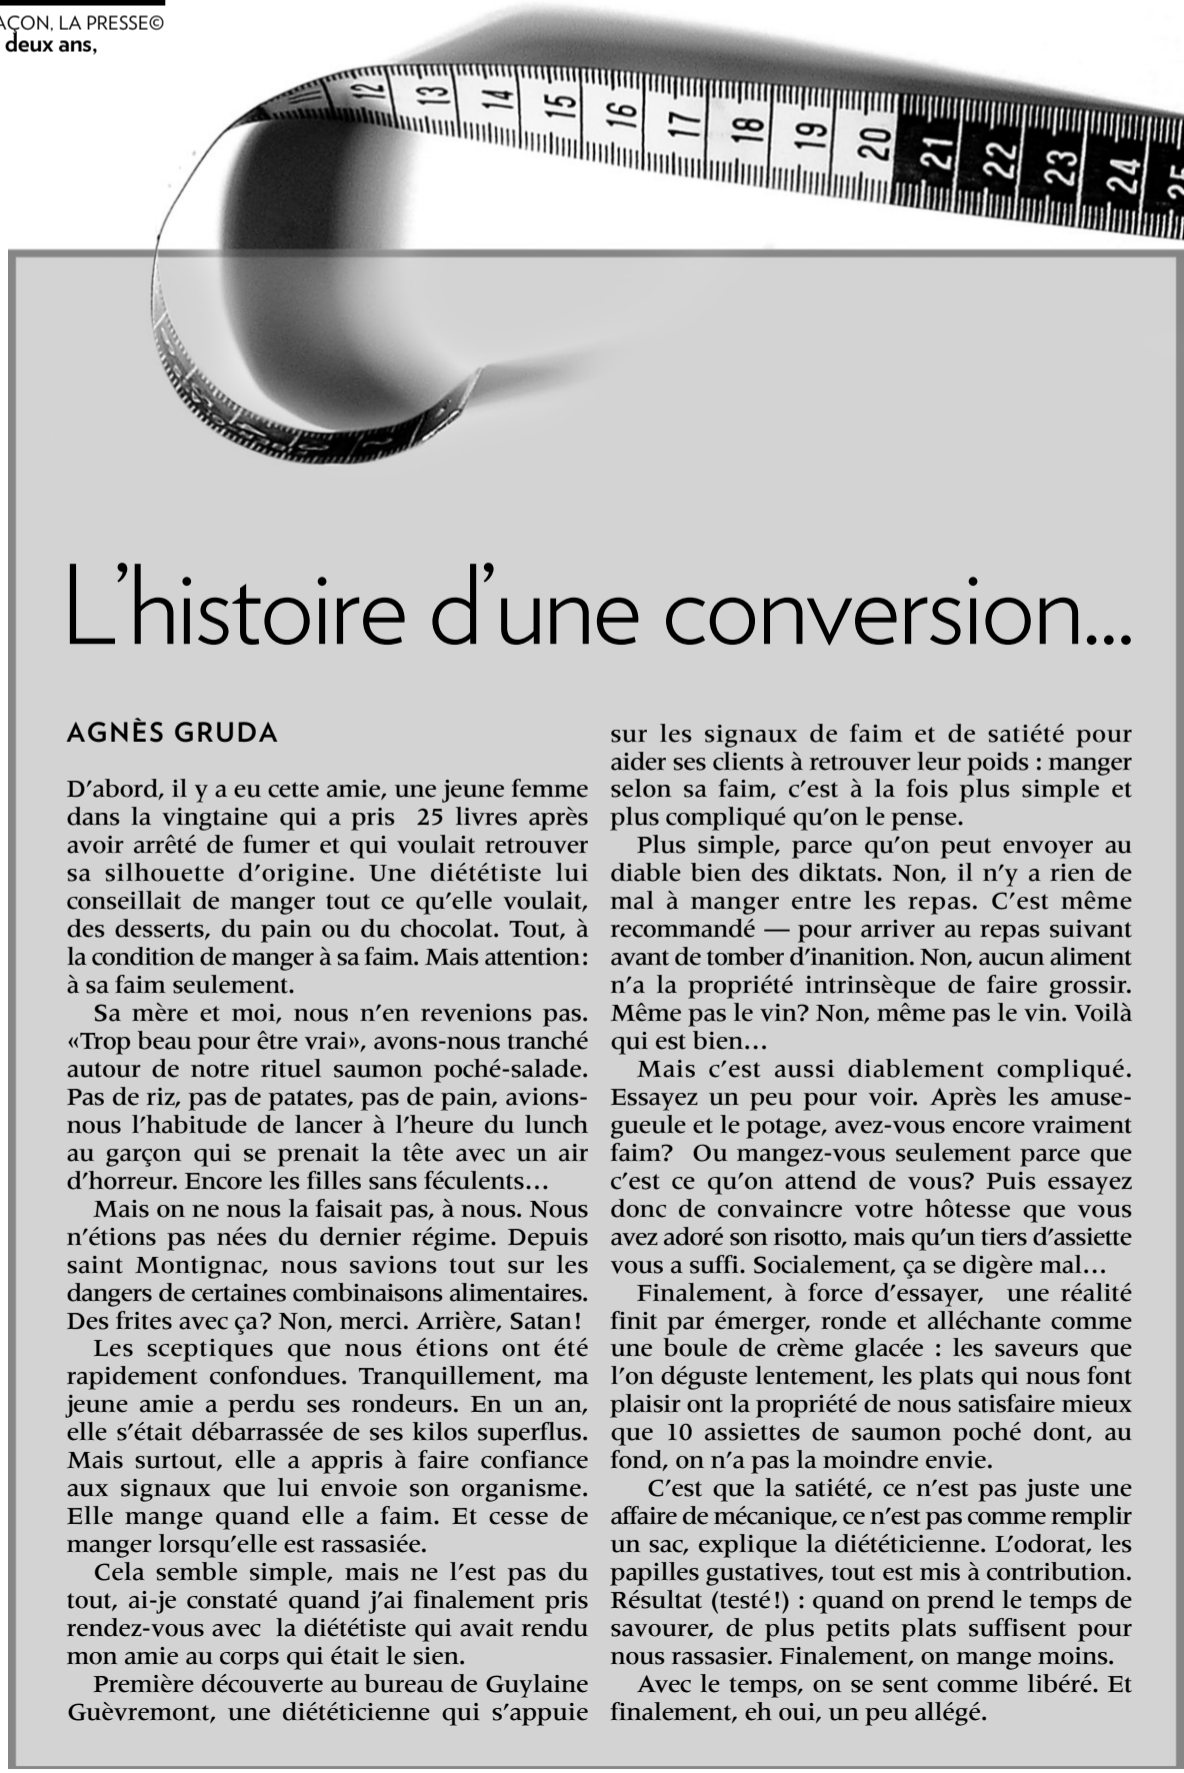 AÇON, LA PRESSE©
deux ans,
11 12 13 14 15 16 17 18 19 20 21 22 23 24 25
L'histoire d'une conversion...
AGNÈS GRUDA
D'abord, il y a eu cette amie, une jeune femme
dans la vingtaine qui a pris 25 livres après
avoir arrêté de fumer et qui voulait retrouver
sa silhouette d'origine. Une diététiste lui
conseillait de manger tout ce qu'elle voulait,
des desserts, du pain ou du chocolat. Tout, à
la condition de manger à sa faim. Mais attention:
à sa faim seulement.
Sa mère et moi, nous n'en revenions pas.
«Trop beau pour être vrai», avons-nous tranché
autour de notre rituel saumon poché-salade.
Pas de riz, pas de patates, pas de pain, avions-
nous l'habitude de lancer à l'heure du lunch
au garçon qui se prenait la tête avec un air
d'horreur. Encore les filles sans féculents...
Mais on ne nous la faisait pas, à nous. Nous
n'étions pas nées du dernier régime. Depuis
saint Montignac, nous savions tout sur les
dangers de certaines combinaisons alimentaires.
Des frites avec ça? Non, merci. Arrière, Satan!
Les sceptiques que nous étions ont été
rapidement confondues. Tranquillement, ma
jeune amie a perdu ses rondeurs. En un an,
elle s'était débarrassée de ses kilos superflus.
Mais surtout, elle a appris à faire confiance
aux signaux que lui envoie son organisme.
Elle mange quand elle a faim. Et cesse de
manger lorsqu'elle est rassasiée.
Cela semble simple, mais ne l'est pas du
tout, ai-je constaté quand j'ai finalement pris
rendez-vous avec la diététiste qui avait rendu
mon amie au corps qui était le sien.
Première découverte au bureau de Guylaine
Guèvremont, une diététicienne qui s'appuie
sur les signaux de faim et de satiété pour
aider ses clients à retrouver leur poids : manger
selon sa faim, c'est à la fois plus simple et
plus compliqué qu'on le pense.
Plus simple, parce qu'on peut envoyer au
diable bien des diktats. Non, il n'y a rien de
mal à manger entre les repas. C'est même
recommandé — pour arriver au repas suivant
avant de tomber d'inanition. Non, aucun aliment
n'a la propriété intrinsèque de faire grossir.
Même pas le vin? Non, même pas le vin. Voilà
qui est bien...
Mais c'est aussi diablement compliqué.
Essayez un peu pour voir. Après les amuse-
gueule et le potage, avez-vous encore vraiment
faim? Ou mangez-vous seulement parce que
c'est ce qu'on attend de vous? Puis essayez
donc de convaincre votre hôtesse que vous
avez adoré son risotto, mais qu'un tiers d'assiette
vous a suffi. Socialement, ça se digère mal...
Finalement, à force d'essayer, une réalité
finit par émerger, ronde et alléchante comme
une boule de crème glacée : les saveurs que
l'on déguste lentement, les plats qui nous font
plaisir ont la propriété de nous satisfaire mieux
que 10 assiettes de saumon poché dont, au
fond, on n'a pas la moindre envie.
C'est que la satiété, ce n'est pas juste une
affaire de mécanique, ce n'est pas comme remplir
un sac, explique la diététicienne. L'odorat, les
papilles gustatives, tout est mis à contribution.
Résultat (testé!) : quand on prend le temps de
savourer, de plus petits plats suffisent pour
nous rassasier. Finalement, on mange moins.
Avec le temps, on se sent comme libéré. Et
finalement, eh oui, un peu allégé.